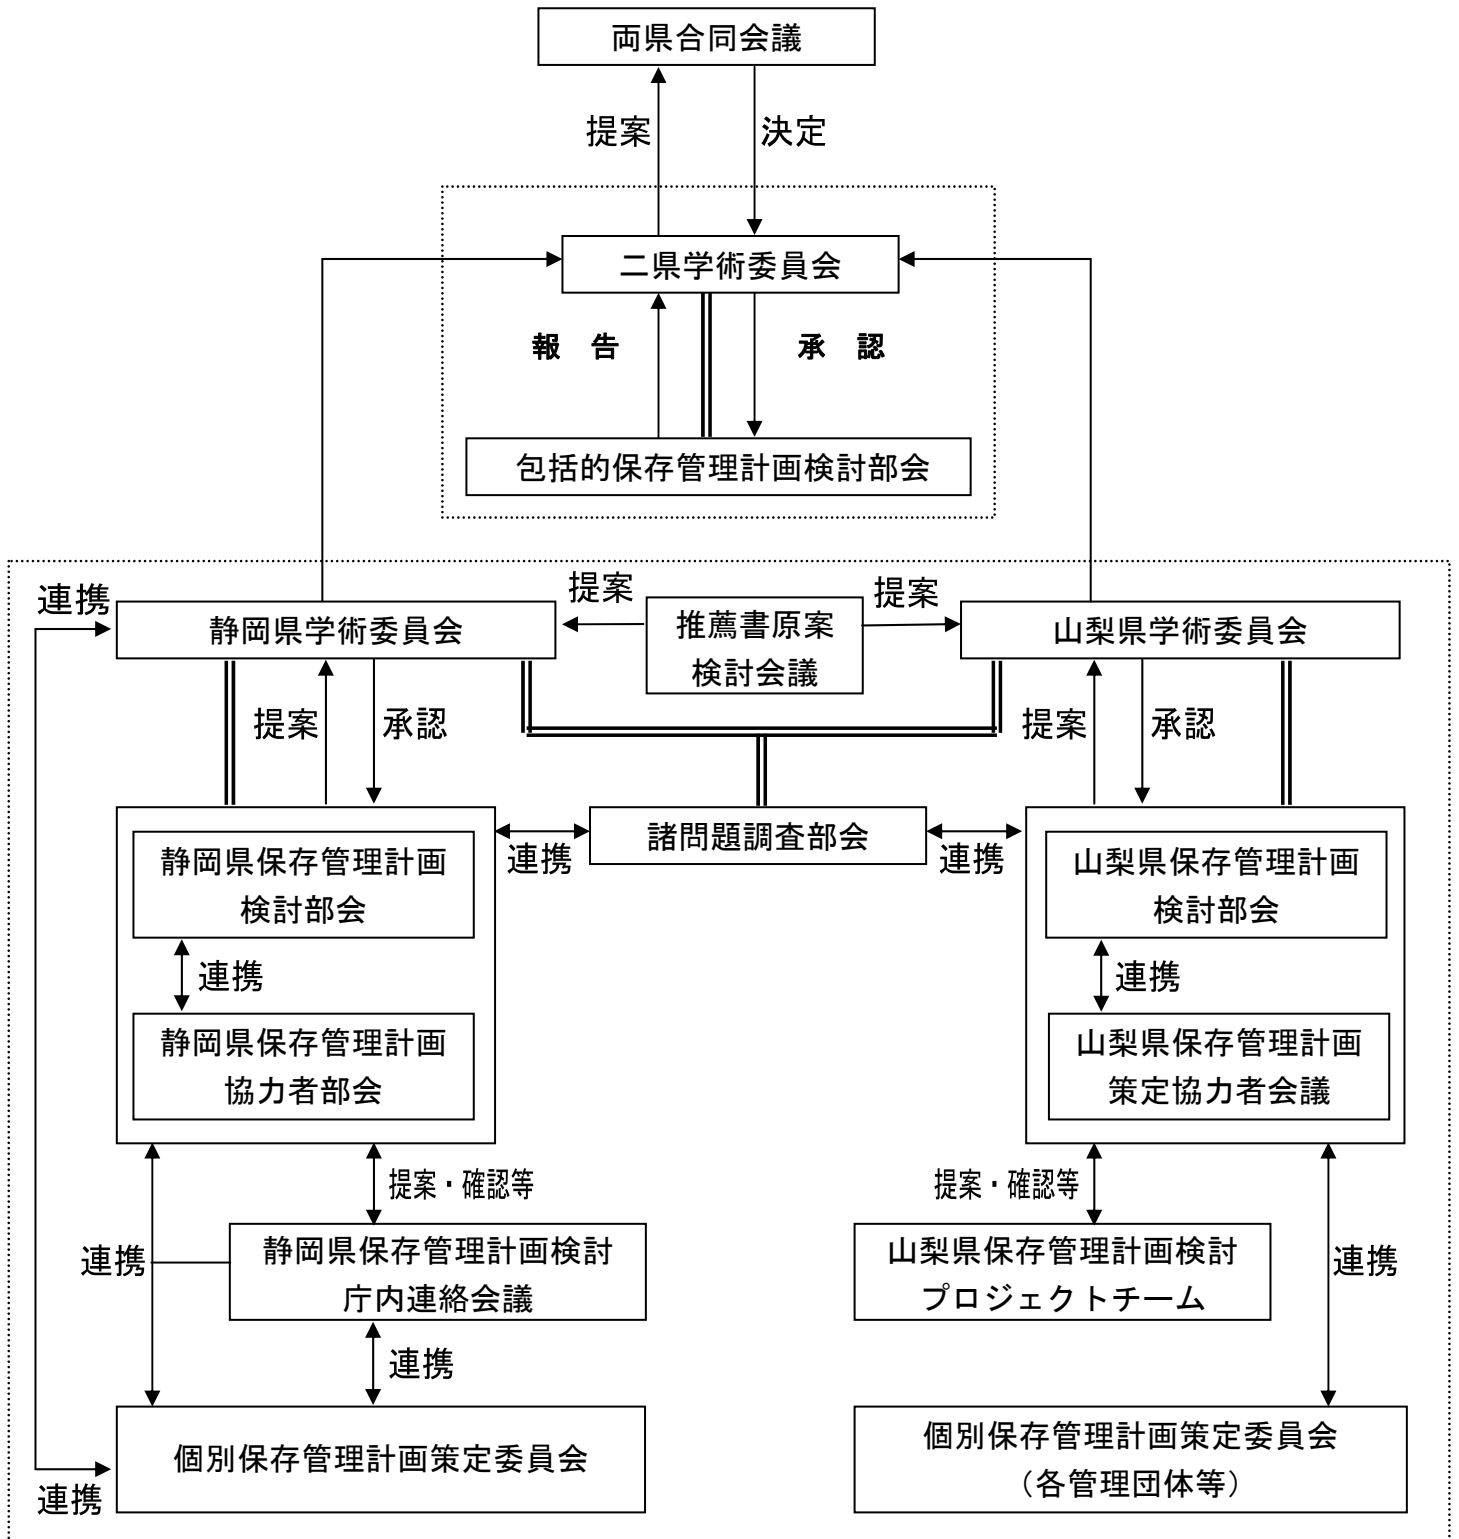 両県合同会議
提案
決定
二県学術委員会
報　告
承　認
包括的保存管理計画検討部会
連携
静岡県学術委員会
提案
推薦書原案
検討会議
提案
山梨県学術委員会
提案
承認
提案
承認
静岡県保存管理計画
検討部会
連携
静岡県保存管理計画
協力者部会
連携
諸問題調査部会
連携
山梨県保存管理計画
検討部会
連携
山梨県保存管理計画
策定協力者会議
提案・確認等
提案・確認等
連携
静岡県保存管理計画検討
庁内連絡会議
山梨県保存管理計画検討
プロジェクトチーム
連携
連携
連携
個別保存管理計画策定委員会
個別保存管理計画策定委員会
（各管理団体等）